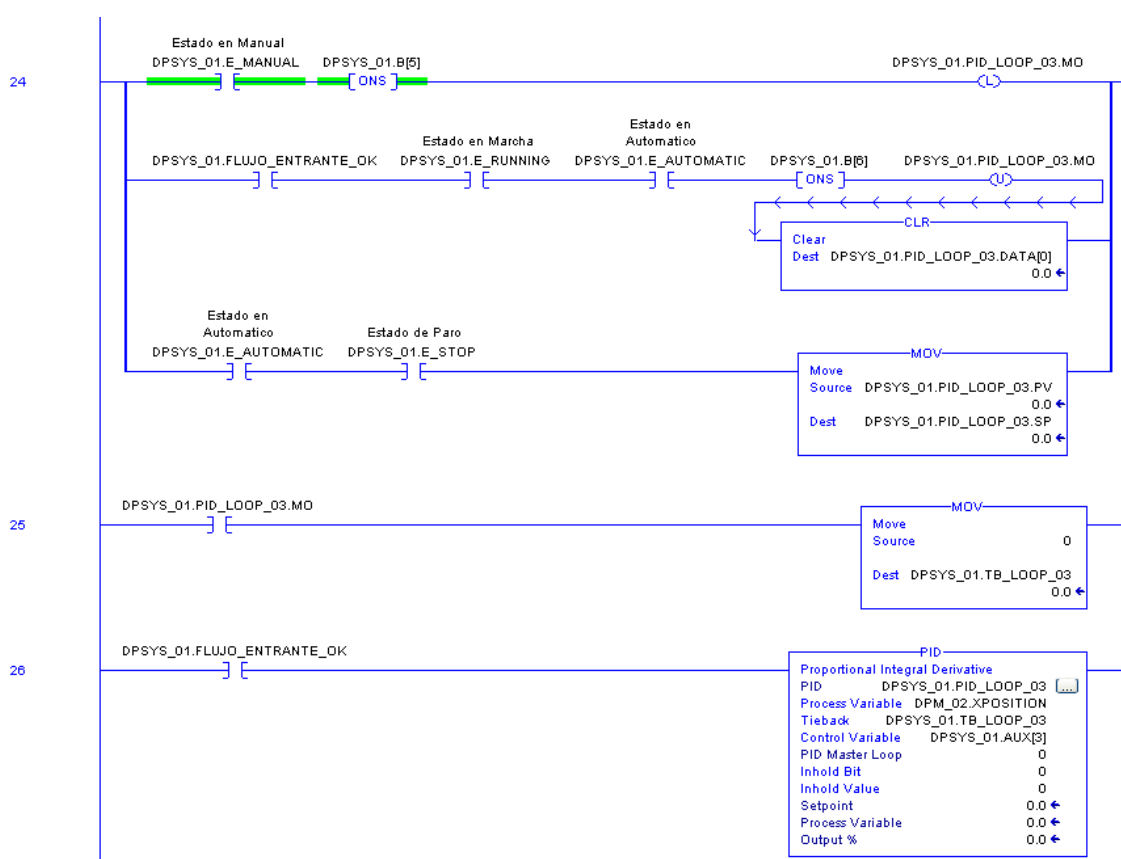 Estado en Manual
DPSYS_01.E_MANUAL DPSYS_01.B[5] DPSYS_01.PID_LOOP_03.MO
24 ONS L
Estado en Marcha Estado en
Automatico
DPSYS_01.FLUJO_ENTRANTE_OK DPSYS_01.E_RUNNING DPSYS_01.E_AUTOMATIC DPSYS_01.B[6] DPSYS_01.PID_LOOP_03.MO
ONS U
CLR
Clear
Dest DPSYS_01.PID_LOOP_03.DATA[0]
0.0
Estado en
Automatico Estado de Paro
DPSYS_01.E_AUTOMATIC DPSYS_01.E_STOP
MOV
Move
Source DPSYS_01.PID_LOOP_03.PV
0.0
Dest DPSYS_01.PID_LOOP_03.SP
0.0
DPSYS_01.PID_LOOP_03.MO
25
MOV
Move
Source 0
Dest DPSYS_01.TB_LOOP_03
0.0
DPSYS_01.FLUJO_ENTRANTE_OK
26
PID
Proportional Integral Derivative
PID DPSYS_01.PID_LOOP_03 ...
Process Variable DPM_02.XPOSITION
Tieback DPSYS_01.TB_LOOP_03
Control Variable DPSYS_01.AUX[3]
PID Master Loop 0
Inhold Bit 0
Inhold Value 0
Setpoint 0.0
Process Variable 0.0
Output % 0.0